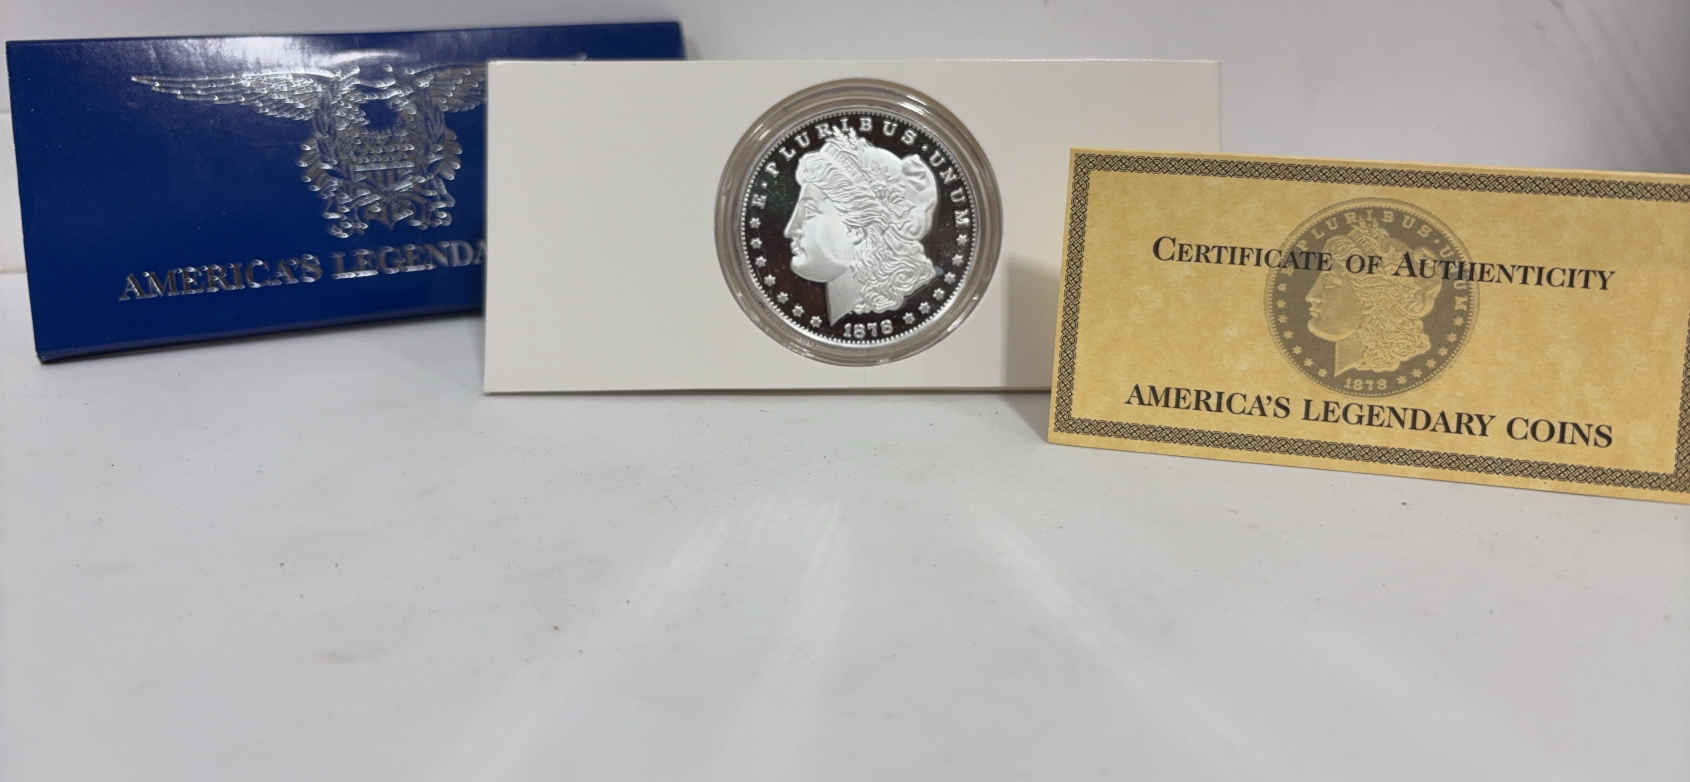 AMERICA'S LEGENDA
E·PLURIBUS·UNUM
1878
CERTIFICATE OF AUTHENTICITY
E·PLURIBUS·UNUM
1878
AMERICA'S LEGENDARY COINS